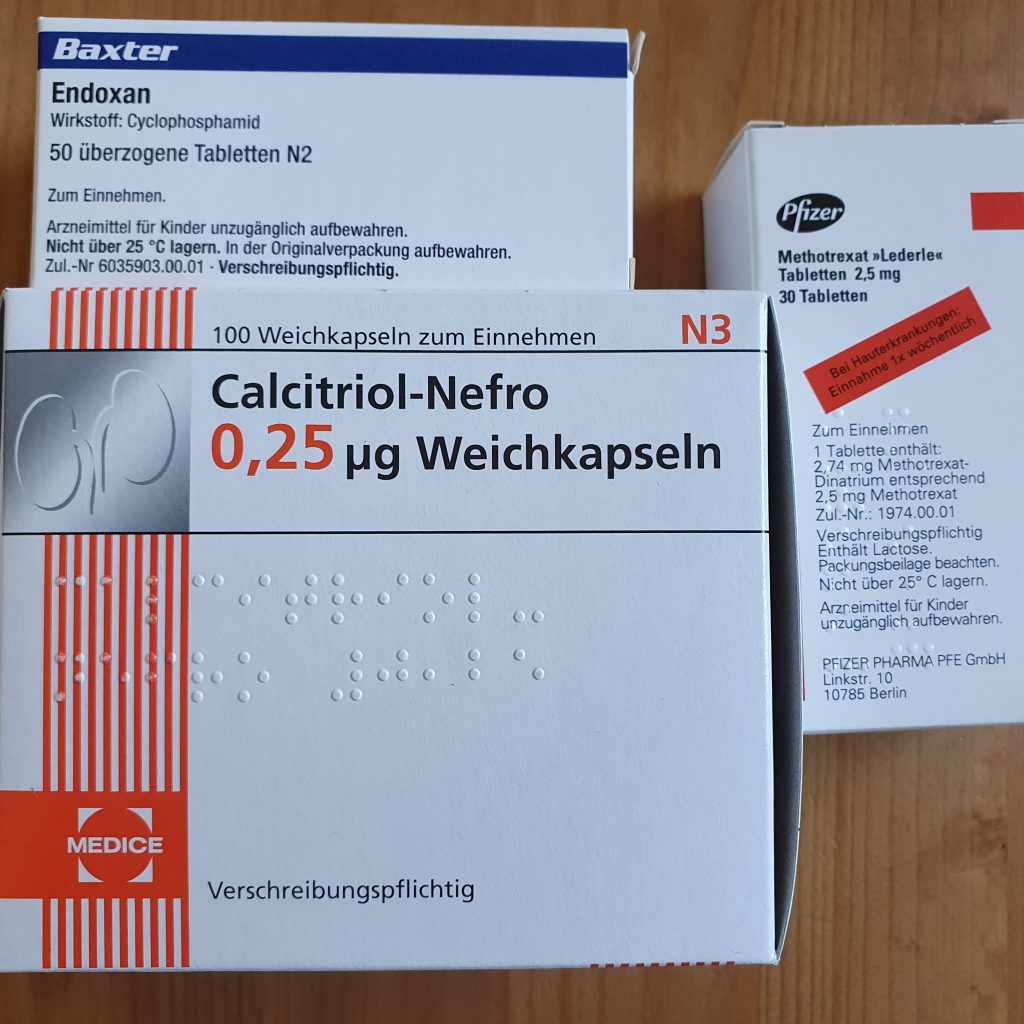 Baxter
Endoxan
Wirkstoff: Cyclophosphamid
50 überzogene Tabletten N2
Zum Einnehmen.
Arzneimittel für Kinder unzugänglich aufbewahren.
Nicht über 25 °C lagern. In der Originalverpackung aufbewahren.
Zul.-Nr 6035903.00.01 · Verschreibungspflichtig.
Pfizer
Methotrexat »Lederle«
Tabletten 2,5 mg
30 Tabletten
Bei Hauterkrankungen:
Einnahme 1x wöchentlich
Zum Einnehmen
1 Tablette enthält:
2,74 mg Methotrexat-
Dinatrium entsprechend
2,5 mg Methotrexat
Zul.-Nr.: 1974.00.01
Verschreibungspflichtig
Enthält Lactose.
Packungsbeilage beachten.
Nicht über 25° C lagern.
Arzneimittel für Kinder
unzugänglich aufbewahren.
PFIZER PHARMA PFE GmbH
Linkstr. 10
10785 Berlin
100 Weichkapseln zum Einnehmen N3
Calcitriol-Nefro
0,25 µg Weichkapseln
MEDICE
Verschreibungspflichtig